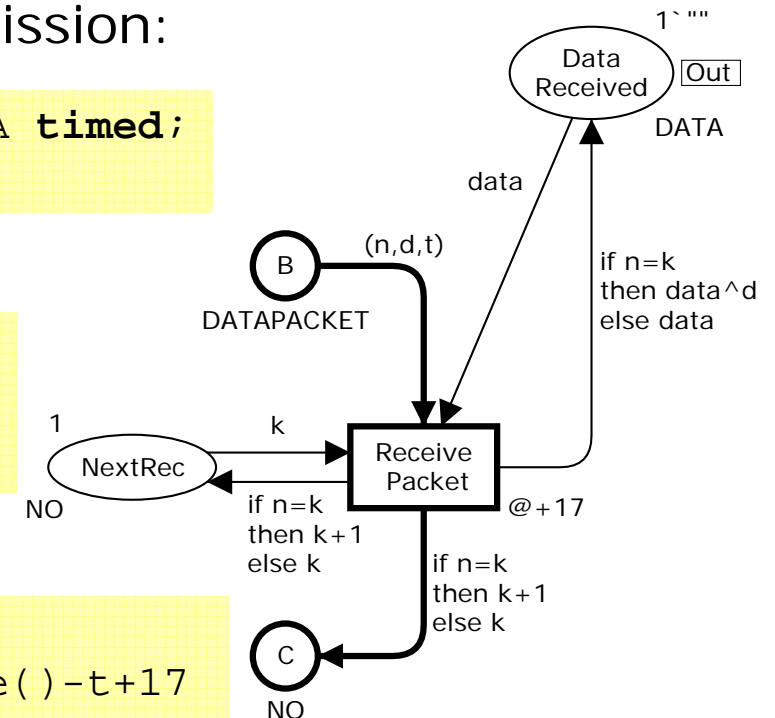 ission:
A timed;
e()-t+17
1`""
Data
Received
Out
DATA
data
(n,d,t)
B
DATAPACKET
if n=k
then data^d
else data
1
k
NextRec
NO
Receive
Packet
@+17
if n=k
then k+1
else k
if n=k
then k+1
else k
C
NO